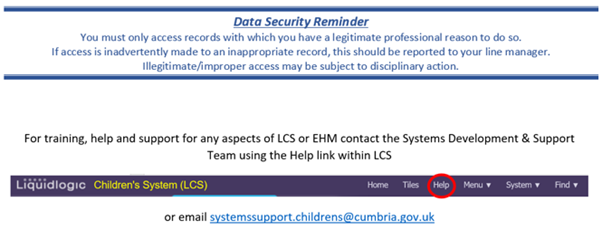 Data Security Reminder
You must only access records with which you have a legitimate professional reason to do so.
If access is inadvertently made to an inappropriate record, this should be reported to your line manager.
Illegitimate/improper access may be subject to disciplinary action.
For training, help and support for any aspects of LCS or EHM contact the Systems Development & Support
Team using the Help link within LCS
Liquidlogic Children's System (LCS) Home Tiles Help Menu ▼ System ▼ Find ▼
or email systemssupport.childrens@cumbria.gov.uk